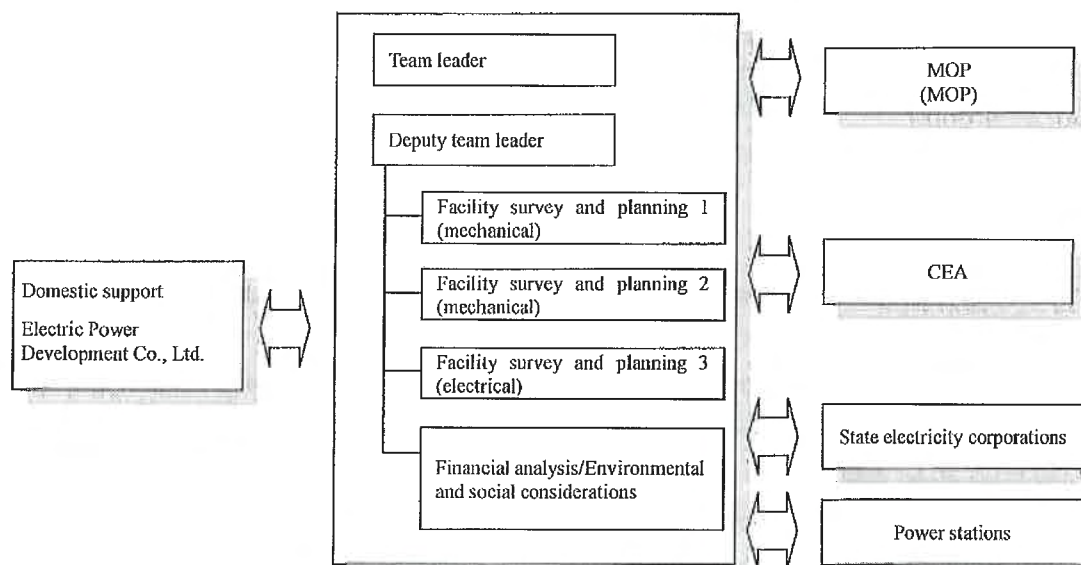 Team leader
Deputy team leader
Facility survey and planning 1
(mechanical)
Facility survey and planning 2
(mechanical)
Facility survey and planning 3
(electrical)
Financial analysis/Environmental
and social considerations
Domestic support
Electric Power
Development Co., Ltd.
MOP
(MOP)
CEA
State electricity corporations
Power stations